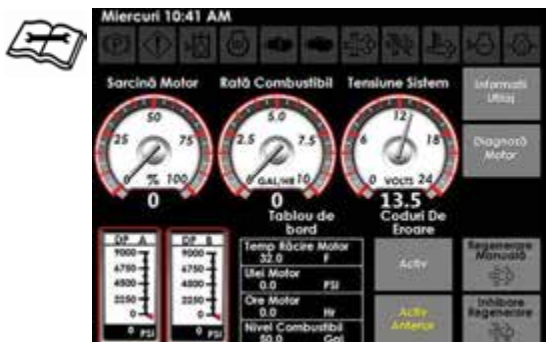 Miercuri 10:41 AM
Sarcină Motor
Rată Combustibil
Tensiune Sistem
Informatii
Utilaj
50
25
75
0
% 100
0
5.0
2.5
7.5
0
GAL/HR
10
0
12
6
18
0
VOLTS
24
13.5
Diagnoză
Motor
Tablou de
bord
Coduri De
Eroare
DP A
9000
6750
4500
2250
0
0 PSI
DP B
9000
6750
4500
2250
0
0 PSI
Temp Răcire Motor
32.0 F
Ulei Motor
0.0 PSI
Ore Motor
0.0 Hr
Nivel Combustibil
50.0 Gal
Activ
Activ
Anterior
Regenerare
Manuală
Inhibare
Regenerare